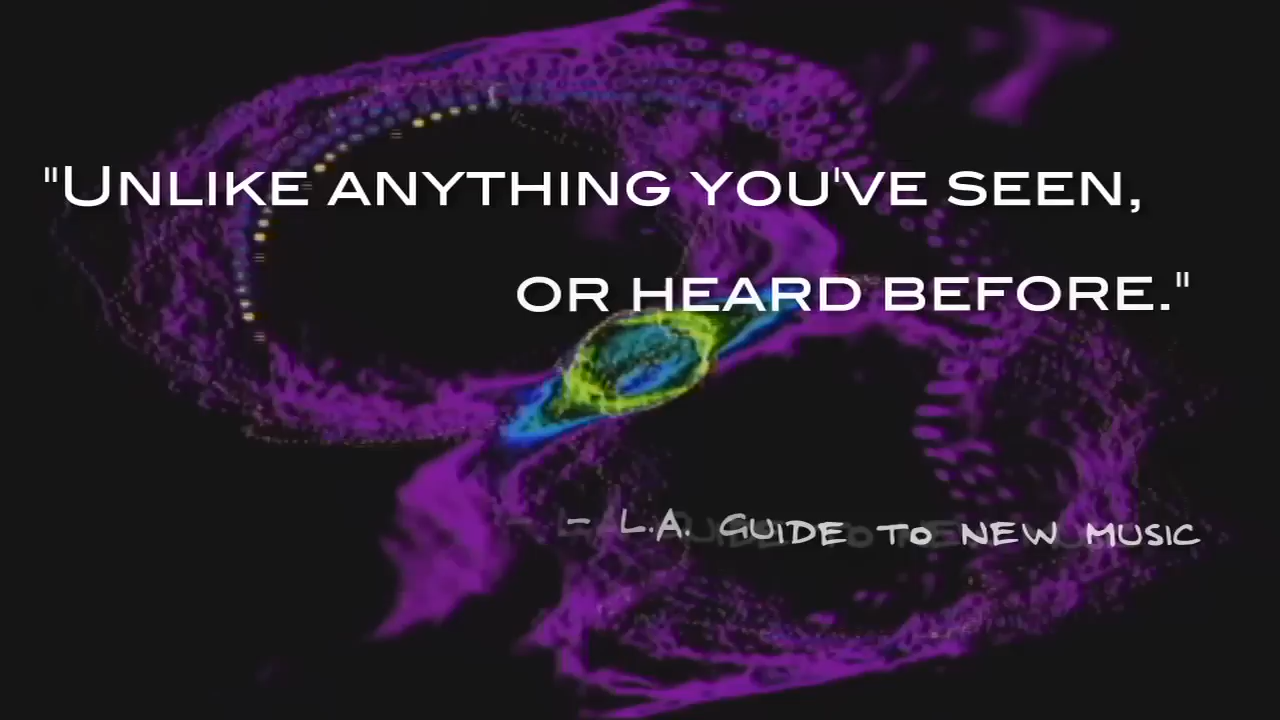 "UNLIKE ANYTHING YOU'VE SEEN,
OR HEARD BEFORE."
– L.A. GUIDE TO NEW MUSIC